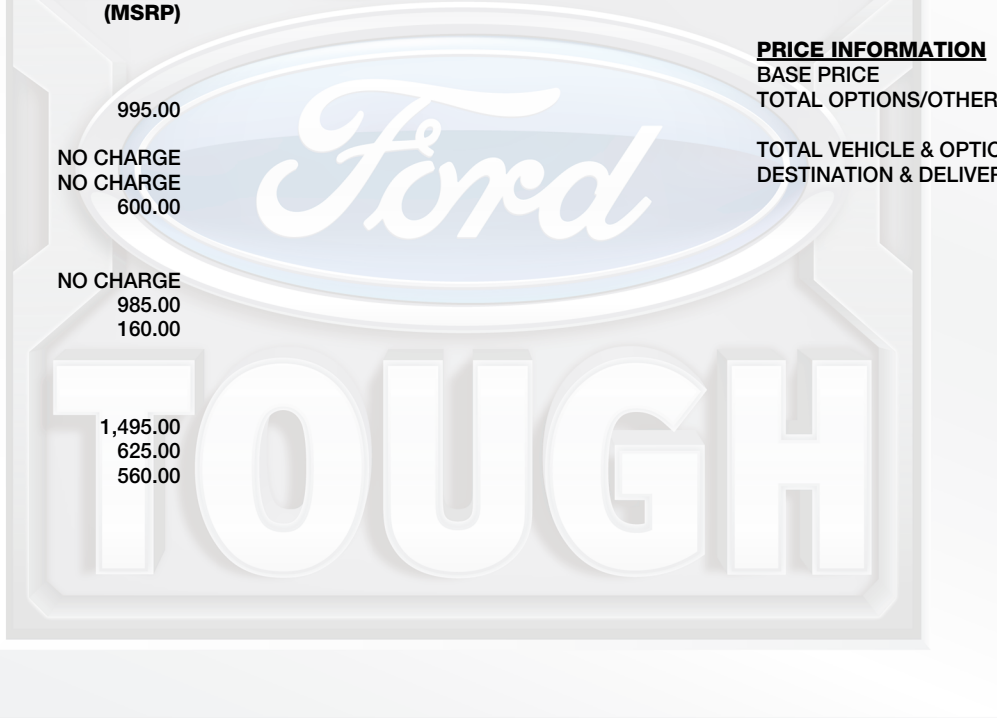 (MSRP)
995.00
NO CHARGE
NO CHARGE
600.00
NO CHARGE
985.00
160.00
1,495.00
625.00
560.00
PRICE INFORMATION
BASE PRICE
TOTAL OPTIONS/OTHER
TOTAL VEHICLE & OPTIO
DESTINATION & DELIVER
Ford
TOUGH